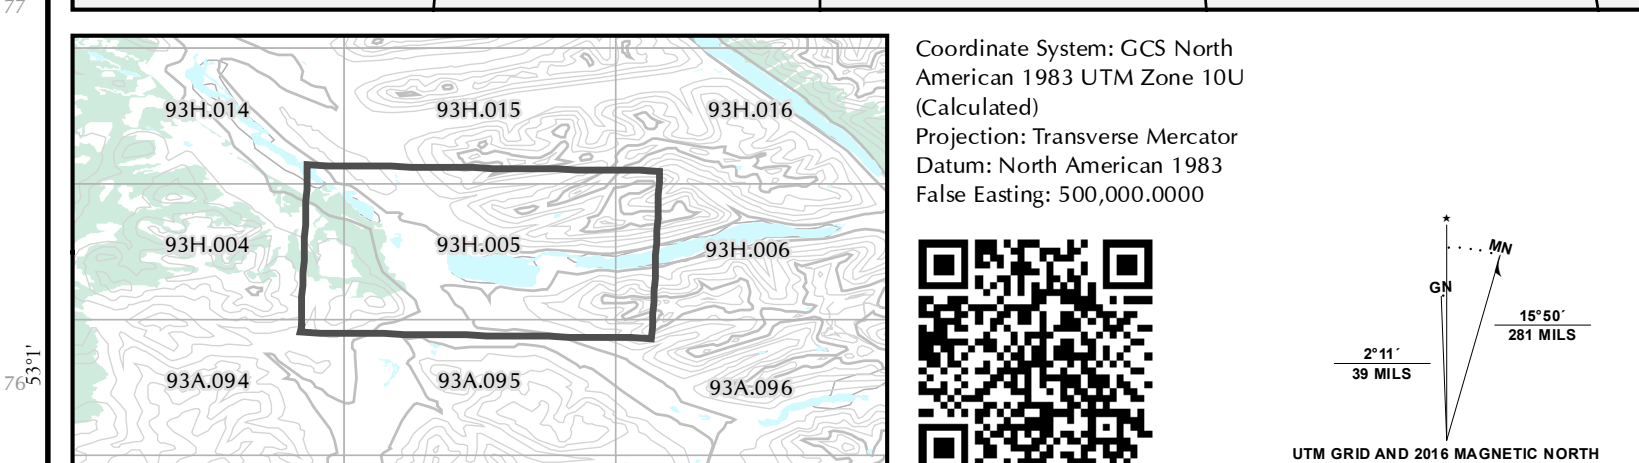 77
93H.014
93H.015
93H.016
93H.004
93H.005
93H.006
93A.094
93A.095
93A.096
76
53°1'
Coordinate System: GCS North
American 1983 UTM Zone 10U
(Calculated)
Projection: Transverse Mercator
Datum: North American 1983
False Easting: 500,000.0000
MN
GN
15°50´
281 MILS
2°11´
39 MILS
UTM GRID AND 2016 MAGNETIC NORTH